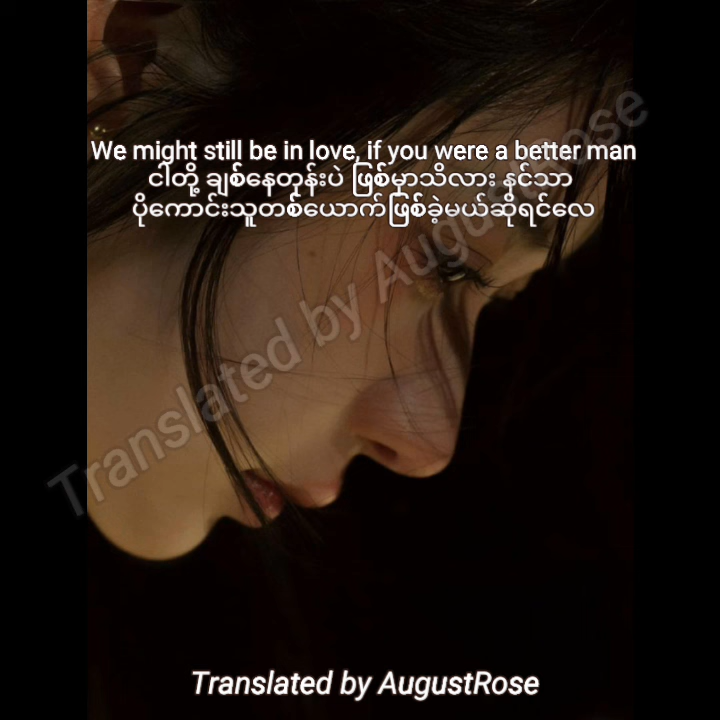 We might still be in love, if you were a better man
ငါတို့ ချစ်နေတုန်းပဲ ဖြစ်မှာသိလား နင်သာ
ပိုကောင်းသူတစ်ယောက်ဖြစ်ခဲ့မယ်ဆိုရင်လေ
Translated by AugustRose
Translated by AugustRose